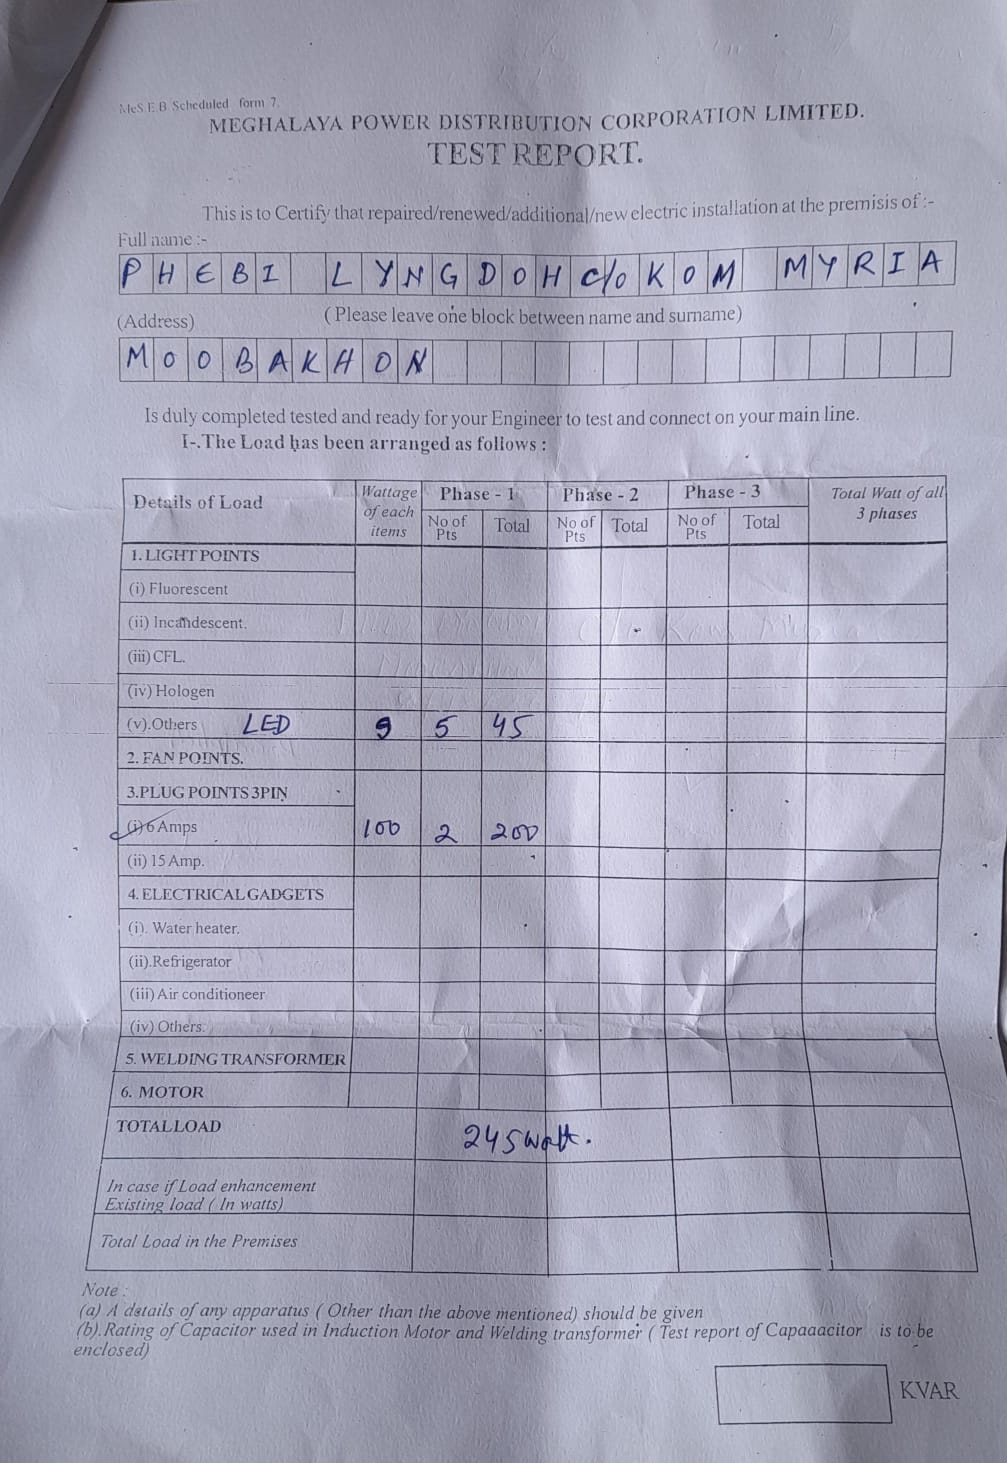 MeS.E.B Scheduled form 7.
MEGHALAYA POWER DISTRIBUTION CORPORATION LIMITED.
TEST REPORT.
This is to Certify that repaired/renewed/additional/new electric installation at the premisis of :-
Full name :-
PHEBI LYNGDOH C/O KOM MYRIA
(Address) ( Please leave one block between name and surname)
MOOBAKHON
Is duly completed tested and ready for your Engineer to test and connect on your main line.
I-.The Load has been arranged as follows :
Details of Load Wattage of each items Phase - 1 Phase - 2 Phase - 3 Total Watt of all 3 phases
No of Pts Total No of Pts Total No of Pts Total
1. LIGHT POINTS
(i) Fluorescent
(ii) Incandescent.
(iii) CFL.
(iv) Hologen
(v).Others LED 9 5 45
2. FAN POINTS.
3.PLUG POINTS 3PIN
(i) 6 Amps 100 2 200
(ii) 15 Amp.
4. ELECTRICAL GADGETS
(i). Water heater.
(ii).Refrigerator
(iii) Air conditioneer
(iv) Others.
5. WELDING TRANSFORMER
6. MOTOR
TOTAL LOAD 245 watt.
In case if Load enhancement
Existing load ( In watts)
Total Load in the Premises
Note :
(a) A datails of any apparatus ( Other than the above mentioned) should be given
(b).Rating of Capacitor used in Induction Motor and Welding transformer ( Test report of Capaaacitor is to be
enclosed)
KVAR